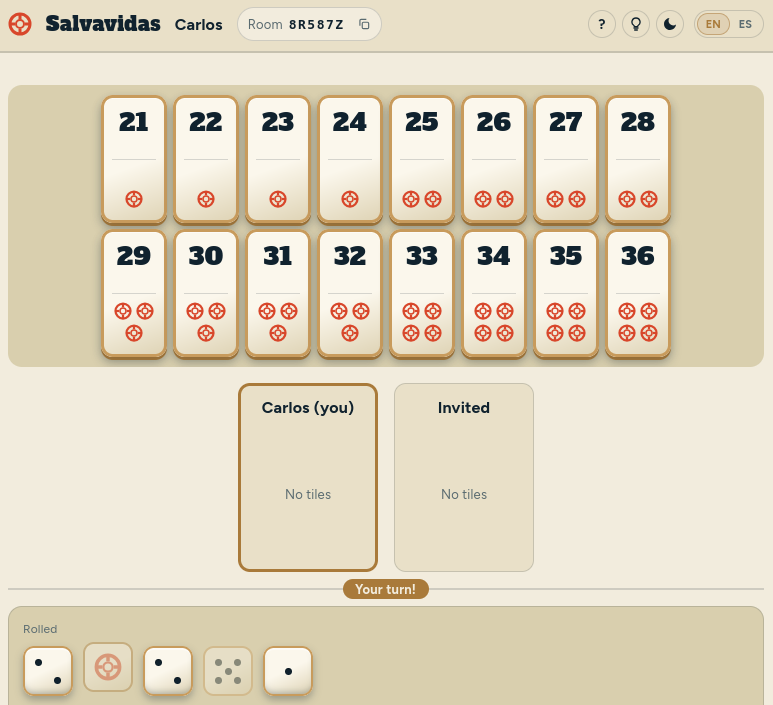 Salvavidas Carlos Room 8R587Z ? EN ES
21 22 23 24 25 26 27 28
29 30 31 32 33 34 35 36
Carlos (you) Invited
No tiles No tiles
Your turn!
Rolled